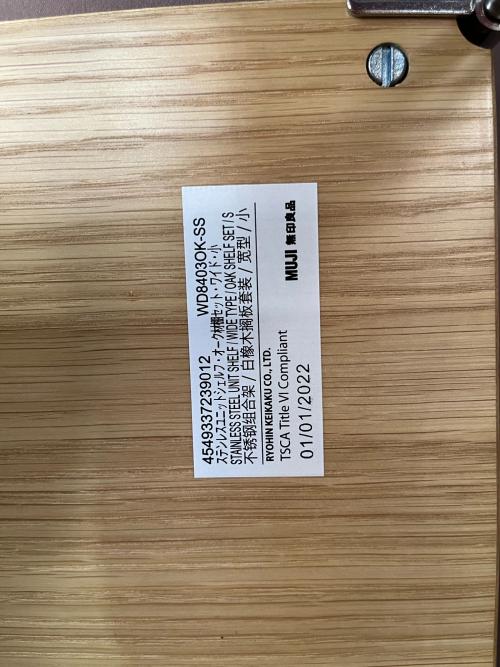 4549337239012 WD8403OK-SS
ステンレスユニットシェルフ・オーク材棚セット・ワイド・小
STAINLESS STEEL UNIT SHELF / WIDE TYPE / OAK SHELF SET / S
不锈钢组合架 / 白橡木搁板套装 / 宽型 / 小
RYOHIN KEIKAKU CO., LTD.
TSCA Title VI Compliant
MUJI 無印良品
01/01/2022